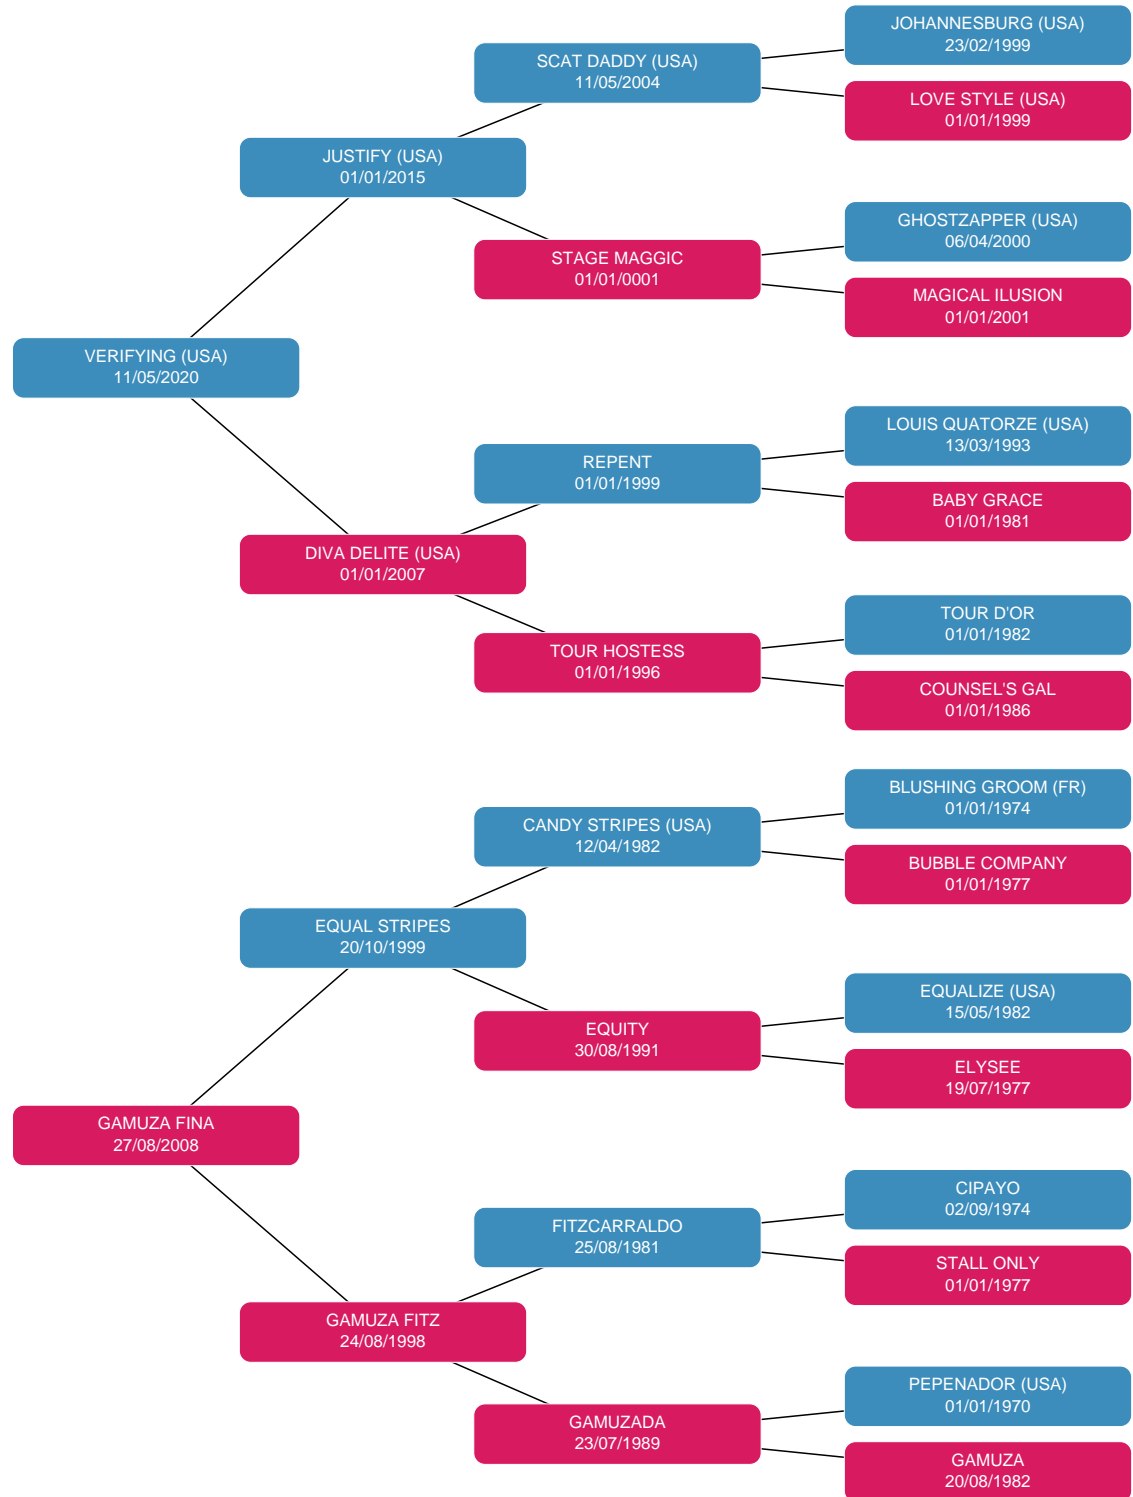 JOHANNESBURG (USA)
23/02/1999
SCAT DADDY (USA)
11/05/2004
LOVE STYLE (USA)
01/01/1999
JUSTIFY (USA)
01/01/2015
GHOSTZAPPER (USA)
06/04/2000
STAGE MAGGIC
01/01/0001
MAGICAL ILUSION
01/01/2001
VERIFYING (USA)
11/05/2020
LOUIS QUATORZE (USA)
13/03/1993
REPENT
01/01/1999
BABY GRACE
01/01/1981
DIVA DELITE (USA)
01/01/2007
TOUR D'OR
01/01/1982
TOUR HOSTESS
01/01/1996
COUNSEL'S GAL
01/01/1986
BLUSHING GROOM (FR)
01/01/1974
CANDY STRIPES (USA)
12/04/1982
BUBBLE COMPANY
01/01/1977
EQUAL STRIPES
20/10/1999
EQUALIZE (USA)
15/05/1982
EQUITY
30/08/1991
ELYSEE
19/07/1977
GAMUZA FINA
27/08/2008
CIPAYO
02/09/1974
FITZCARRALDO
25/08/1981
STALL ONLY
01/01/1977
GAMUZA FITZ
24/08/1998
PEPENADOR (USA)
01/01/1970
GAMUZADA
23/07/1989
GAMUZA
20/08/1982